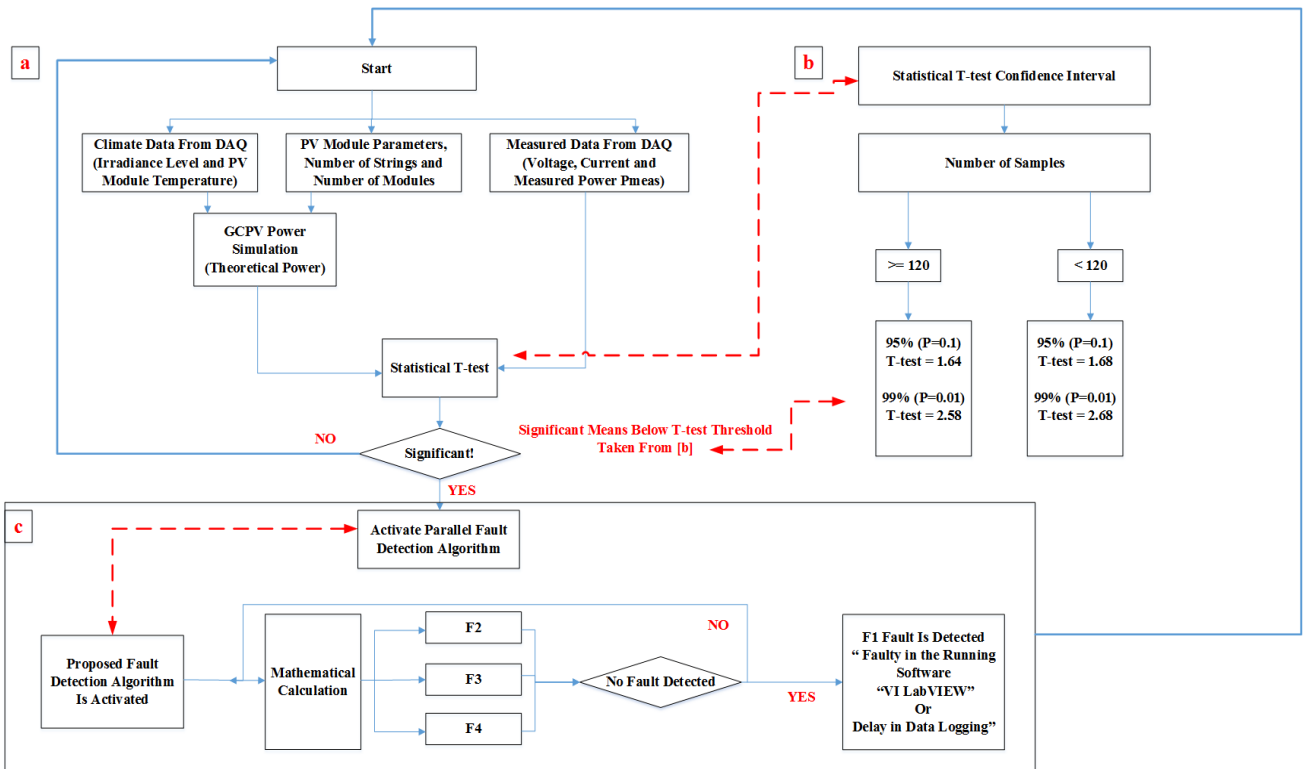 a
Start
Climate Data From DAQ
(Irradiance Level and PV
Module Temperature)
PV Module Parameters,
Number of Strings and
Number of Modules
Measured Data From DAQ
(Voltage, Current and
Measured Power Pmeas)
GCPV Power
Simulation
(Theoretical Power)
Statistical T-test
Significant!
NO
YES
b
Statistical T-test Confidence Interval
Number of Samples
>= 120
< 120
95% (P=0.1)
T-test = 1.64
99% (P=0.01)
T-test = 2.58
95% (P=0.1)
T-test = 1.68
99% (P=0.01)
T-test = 2.68
Significant Means Below T-test Threshold
Taken From [b]
c
Activate Parallel Fault
Detection Algorithm
Proposed Fault
Detection Algorithm
Is Activated
Mathematical
Calculation
F2
F3
F4
No Fault Detected
NO
YES
F1 Fault Is Detected
“ Faulty in the Running
Software
“VI LabVIEW”
Or
Delay in Data Logging”